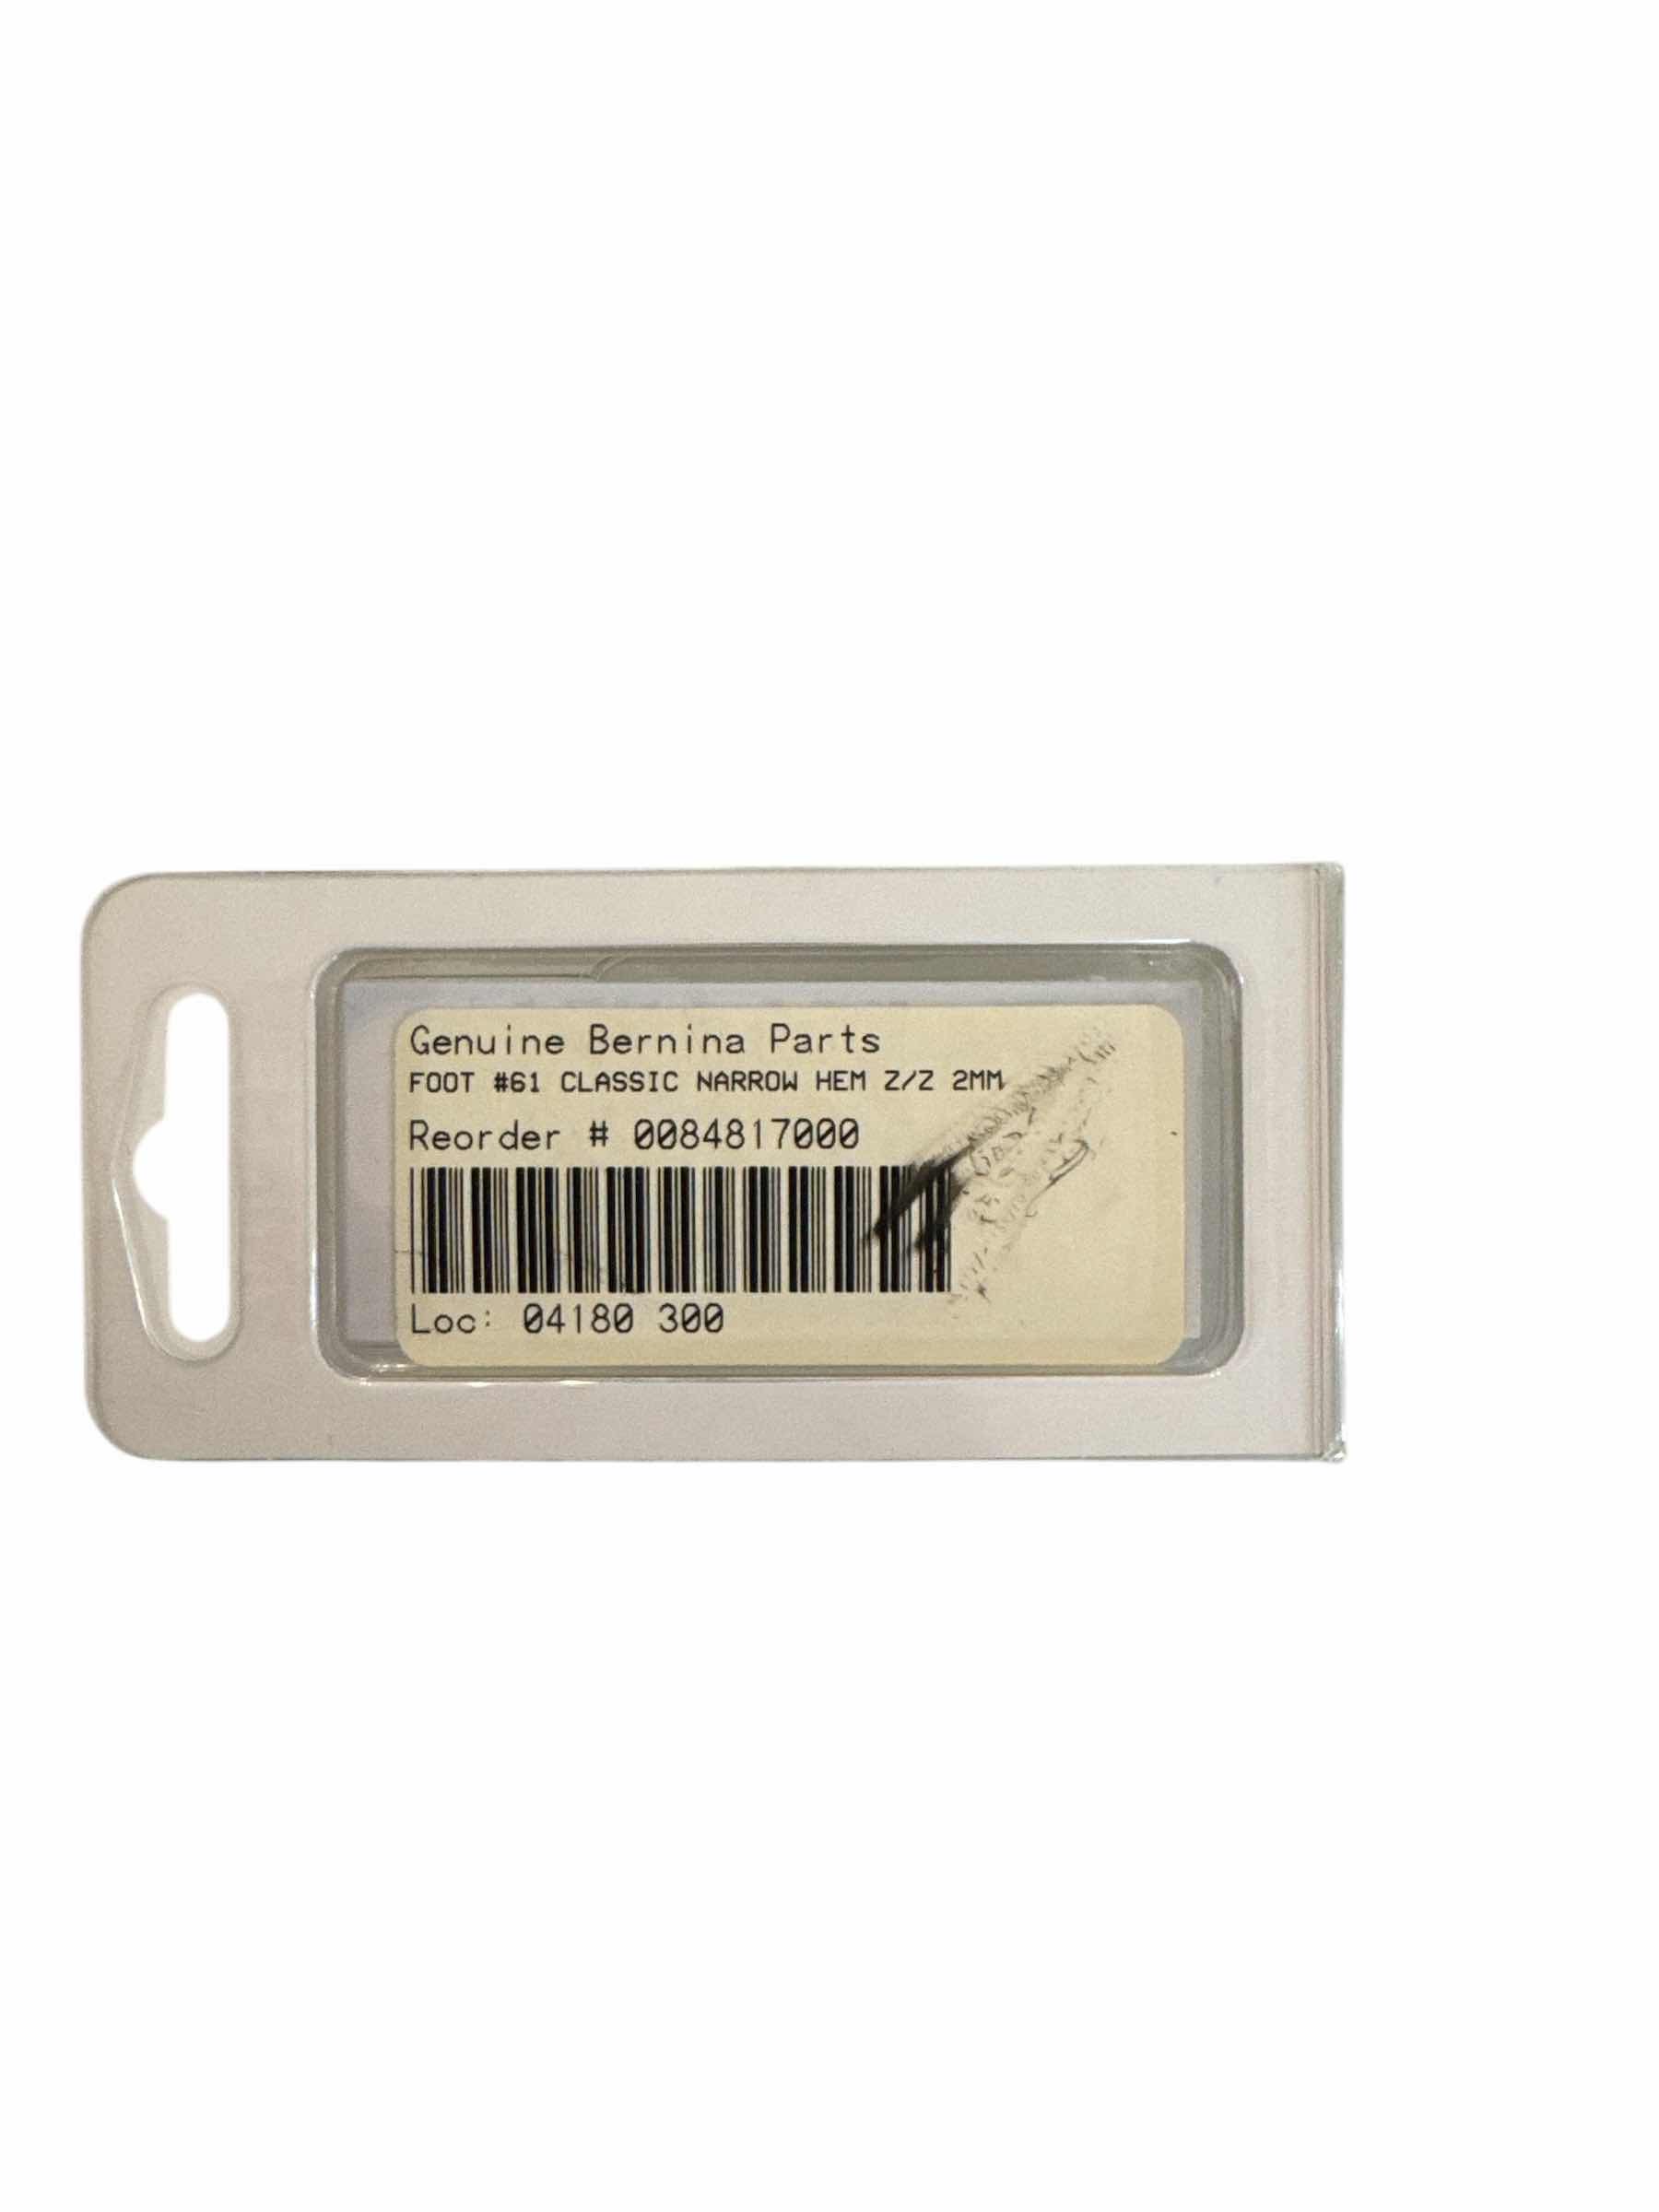 Genuine Bernina Parts
FOOT #61 CLASSIC NARROW HEM Z/Z 2MM
Reorder # 0084817000
Loc: 04180 300